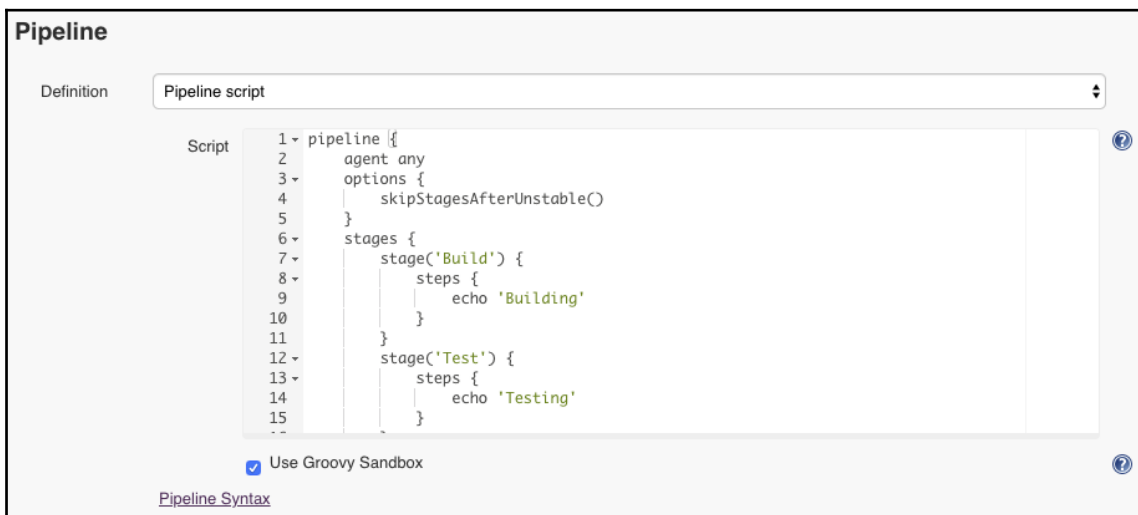 Pipeline
Definition
Pipeline script
Script
1 pipeline {
2     agent any
3     options {
4         skipStagesAfterUnstable()
5     }
6     stages {
7         stage('Build') {
8             steps {
9                 echo 'Building'
10             }
11         }
12         stage('Test') {
13             steps {
14                 echo 'Testing'
15             }
Use Groovy Sandbox
Pipeline Syntax